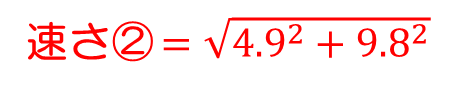 速さ② = √4.9² + 9.8²